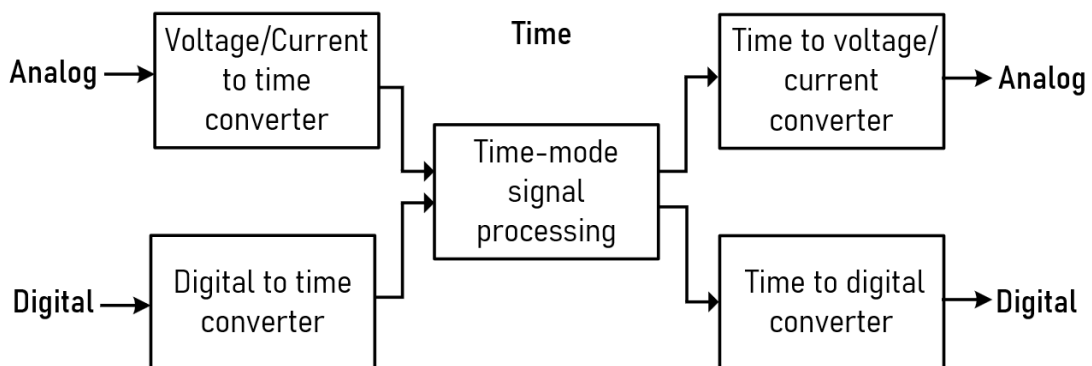 Voltage/Current
to time
converter
Time
Time to voltage/
current
converter
Analog
Analog
Time-mode
signal
processing
Digital to time
converter
Time to digital
converter
Digital
Digital